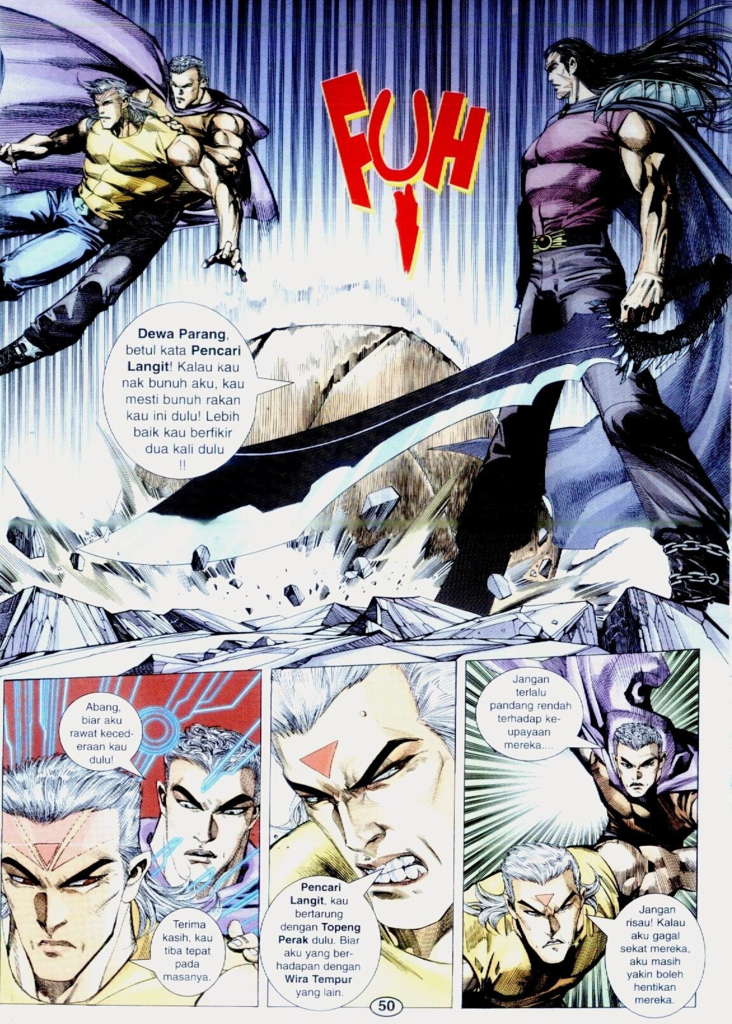 FUH
Dewa Parang,
betul kata Pencari
Langit! Kalau kau
nak bunuh aku, kau
mesti bunuh rakan
kau ini dulu! Lebih
baik kau berfikir
dua kali dulu
!!
Abang,
biar aku
rawat keced-
eraan kau
dulu!
Terima
kasih, kau
tiba tepat
pada
masanya.
Pencari
Langit, kau
bertarung
dengan
Topeng
Perak dulu. Biar
aku yang ber-
hadapan dengan
Wira Tempur
yang lain.
Jangan
terlalu
pandang rendah
terhadap ke-
upayaan
mereka....
Jangan
risau! Kalau
aku gagal
sekat mereka,
aku masih
yakin boleh
hentikan
mereka.
50